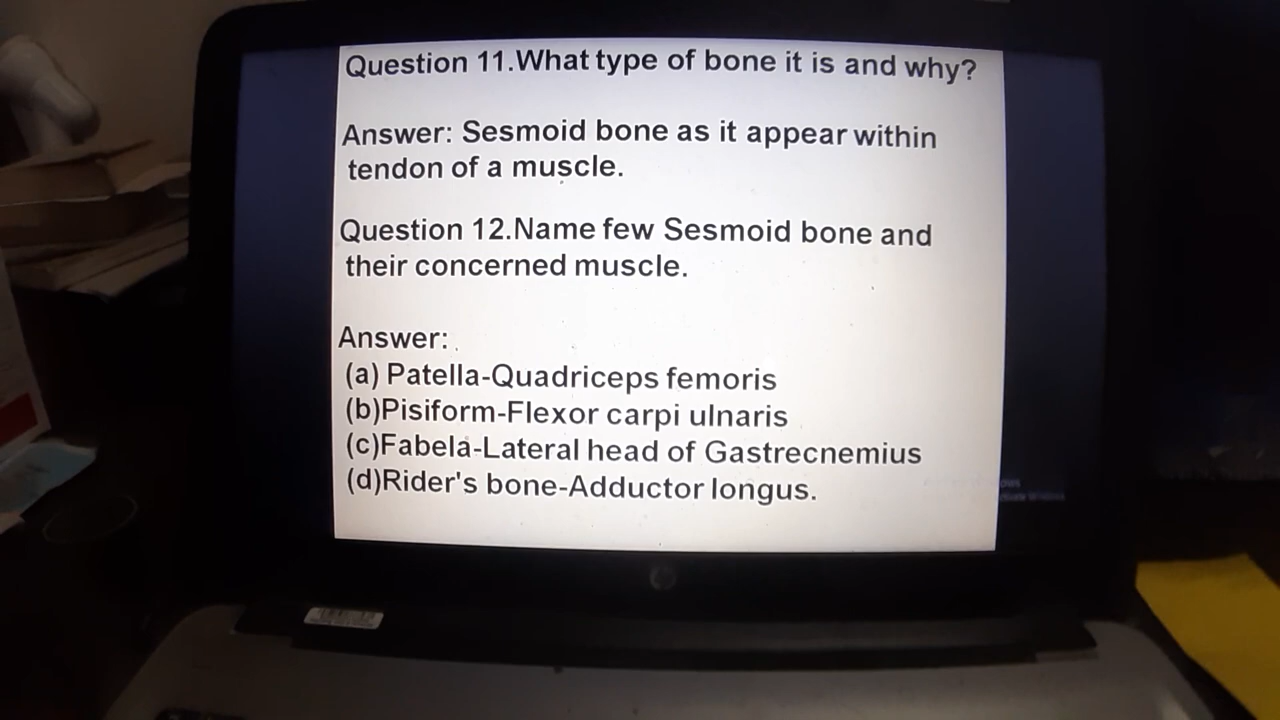 Question 11.What type of bone it is and why?
Answer: Sesmoid bone as it appear within
tendon of a muscle.
Question 12.Name few Sesmoid bone and
their concerned muscle.
Answer:
(a) Patella-Quadriceps femoris
(b)Pisiform-Flexor carpi ulnaris
(c)Fabela-Lateral head of Gastrecnemius
(d)Rider's bone-Adductor longus.